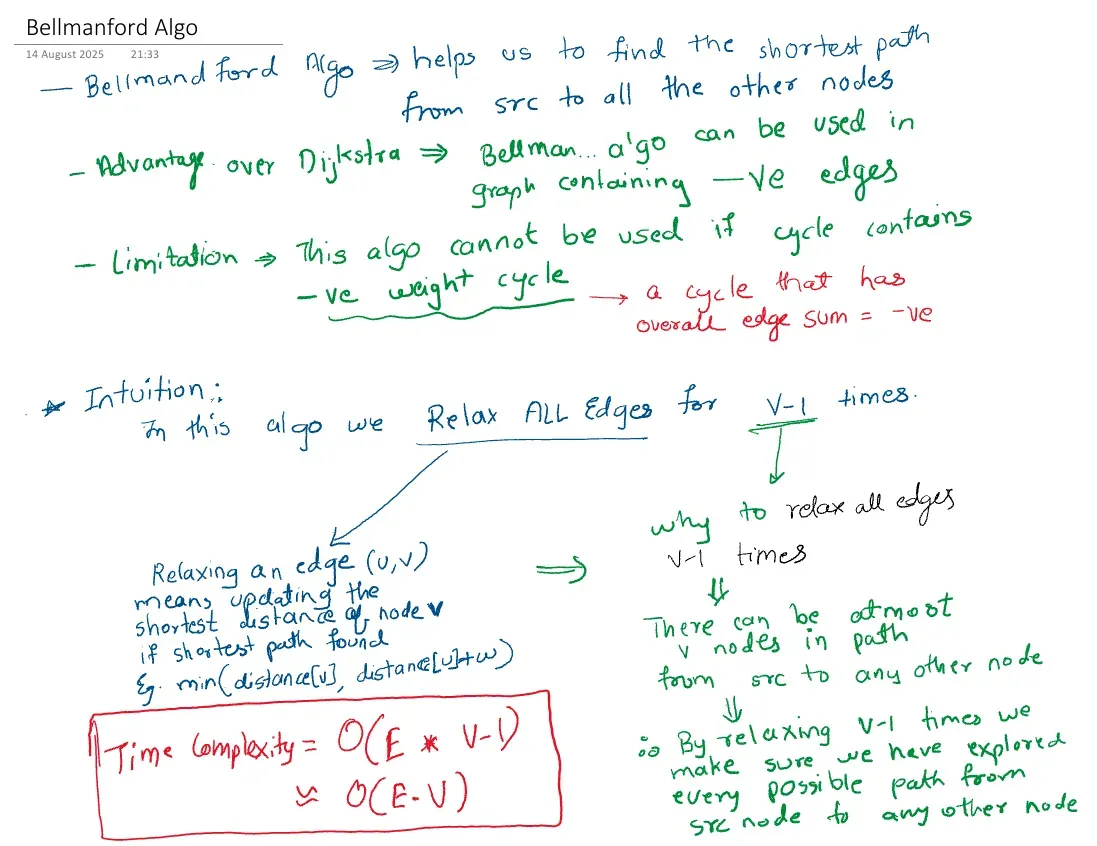 Bellmanford Algo
14 August 2025 21:33
— Bellmandford Algo ⇒ helps us to find the shortest path
from src to all the other nodes
– Advantage over Dijkstra ⇒ Bellman... algo can be used in
graph containing —ve edges
– Limitation ⇒ This algo cannot be used if cycle contains
–ve weight cycle → a cycle that has
overall edge sum = -ve
* Intuition :
In this algo we Relax ALL Edges for V-1 times.
Relaxing an edge (u,v)
means updating the
shortest distance of node v
if shortest path found
Eg. min(distance[v], distance[u]+w)
⇒
why to relax all edges
V-1 times
⇓
There can be atmost
V nodes in path
from src to any other node
⇓
∴ By relaxing V-1 times we
make sure we have explored
every possible path from
src node to any other node
Time Complexity = O(E * V-1)
≈ O(E.V)